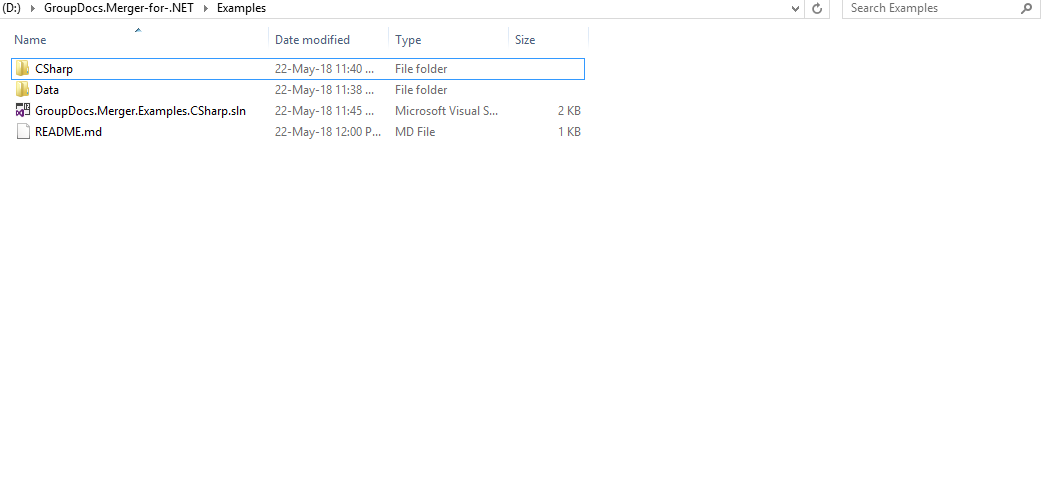 (D:) GroupDocs.Merger-for-.NET Examples Search Examples
Name Date modified Type Size
CSharp 22-May-18 11:40 ... File folder
Data 22-May-18 11:38 ... File folder
GroupDocs.Merger.Examples.CSharp.sln 22-May-18 11:45 ... Microsoft Visual S... 2 KB
README.md 22-May-18 12:00 P... MD File 1 KB